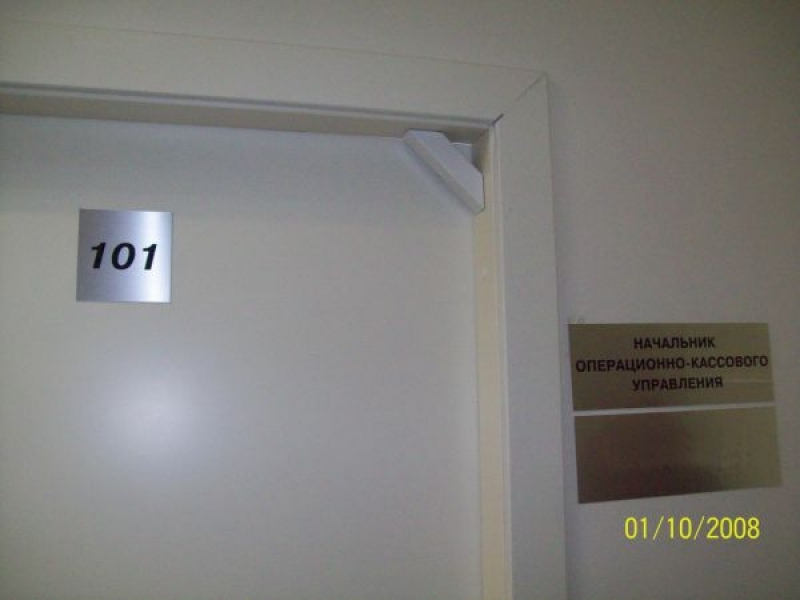 101
НАЧАЛЬНИК
ОПЕРАЦИОННО-КАССОВОГО
УПРАВЛЕНИЯ
01/10/2008